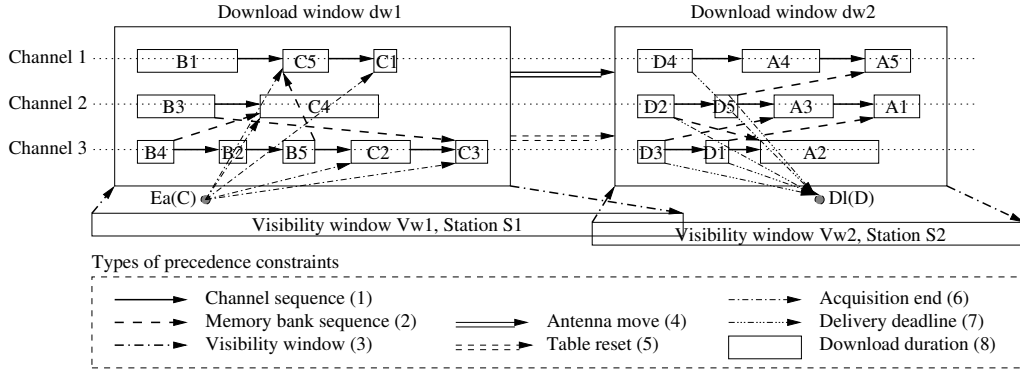 Download window dw1 Download window dw2
Channel 1 B1 C5 C1 D4 A4 A5
Channel 2 B3 C4 D2 D5 A3 A1
Channel 3 B4 B2 B5 C2 C3 D3 D1 A2
Ea(C) Dl(D)
Visibility window Vw1, Station S1
Visibility window Vw2, Station S2
Types of precedence constraints
Channel sequence (1) Acquisition end (6)
Memory bank sequence (2) Antenna move (4) Delivery deadline (7)
Visibility window (3) Table reset (5) Download duration (8)